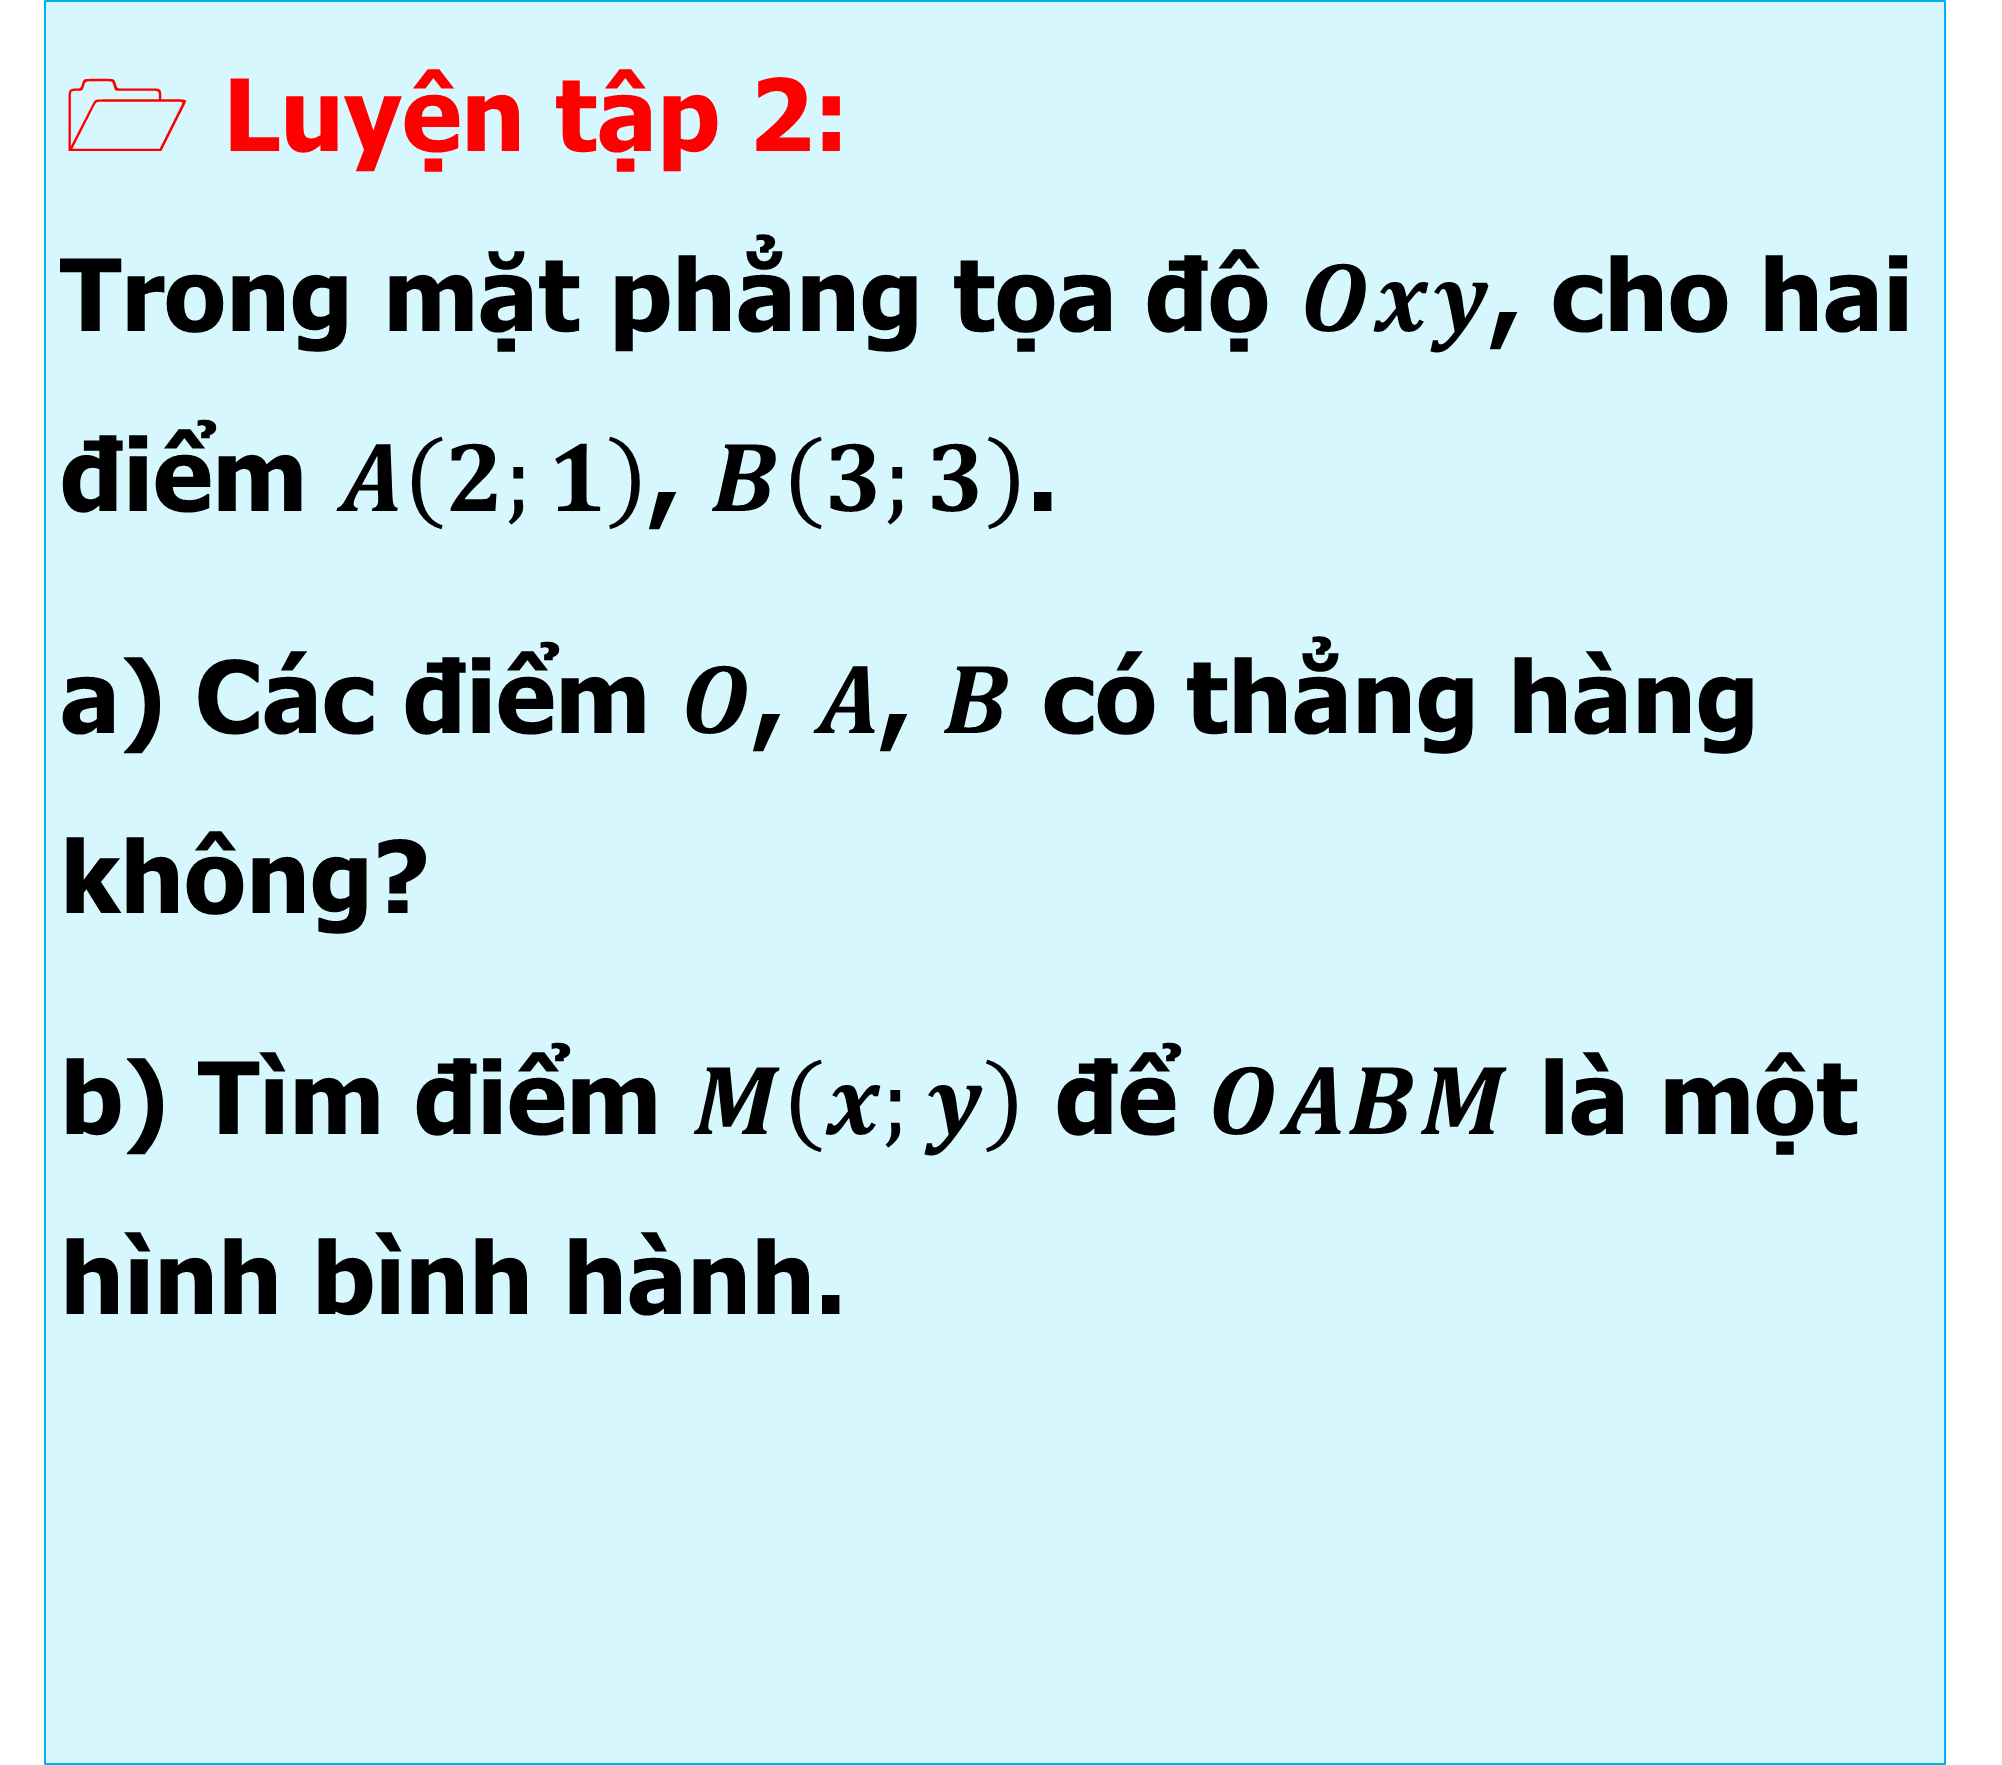 Luyện tập 2:
Trong mặt phẳng tọa độ Oxy, cho hai
điểm A(2; 1), B(3; 3).
a) Các điểm O, A, B có thẳng hàng
không?
b) Tìm điểm M(x; y) để OABM là một
hình bình hành.